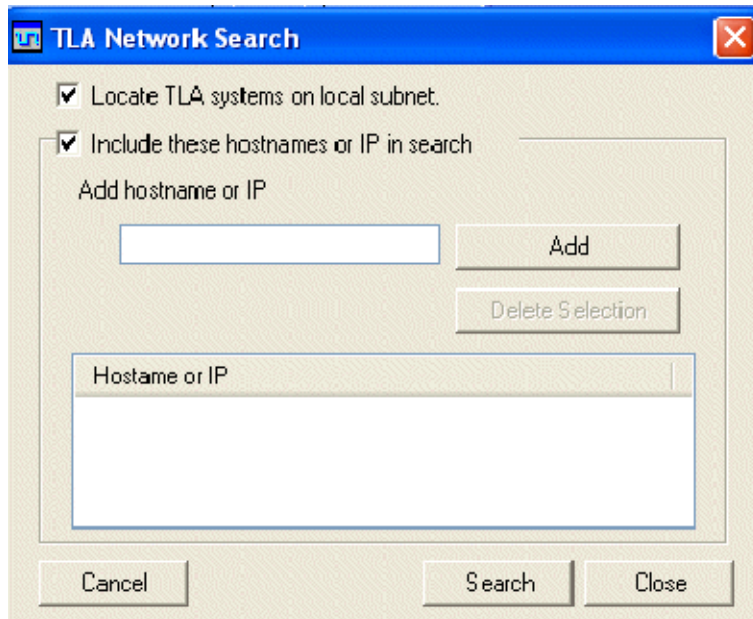 TLA Network Search
Locate TLA systems on local subnet.
Include these hostnames or IP in search
Add hostname or IP
Add
Delete Selection
Hostame or IP
Cancel
Search
Close